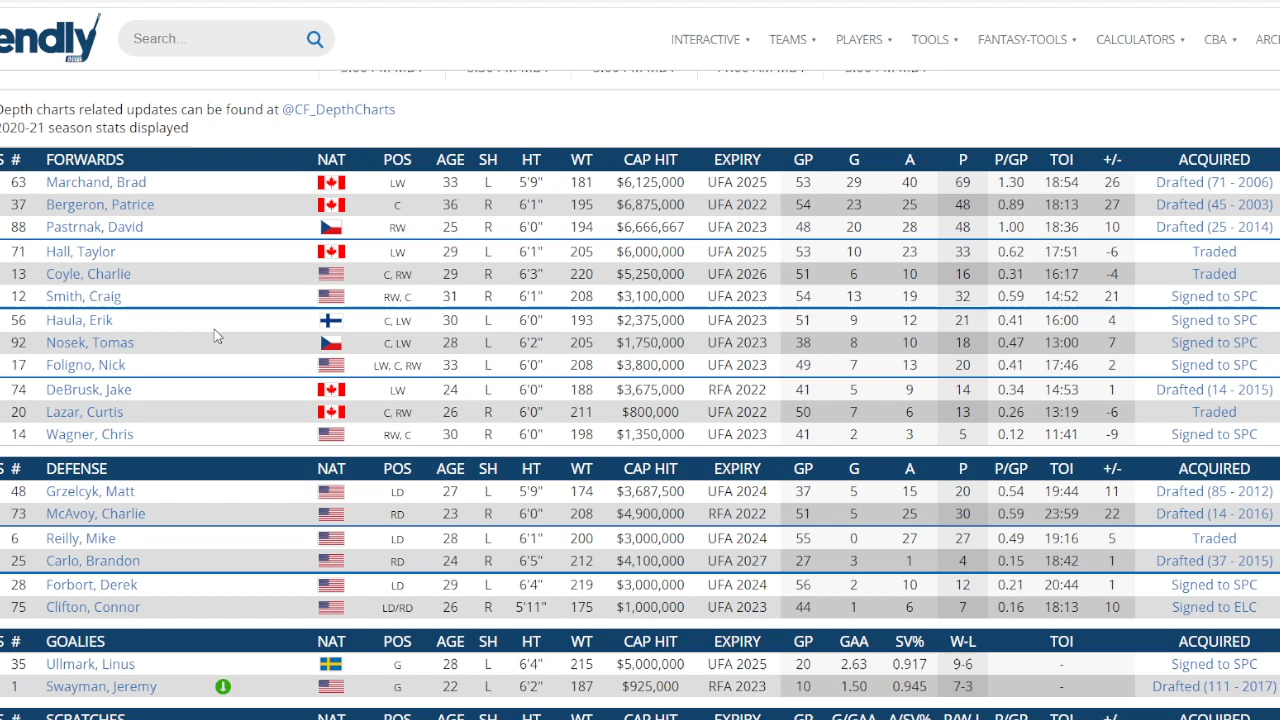 endly
Search...
INTERACTIVE TEAMS PLAYERS TOOLS FANTASY-TOOLS CALCULATORS CBA ARC
Depth charts related updates can be found at @CF_DepthCharts
2020-21 season stats displayed
S # FORWARDS NAT POS AGE SH HT WT CAP HIT EXPIRY GP G A P P/GP TOI +/- ACQUIRED
63 Marchand, Brad LW 33 L 5'9" 181 $6,125,000 UFA 2025 53 29 40 69 1.30 18:54 26 Drafted (71 - 2006)
37 Bergeron, Patrice C 36 R 6'1" 195 $6,875,000 UFA 2022 54 23 25 48 0.89 18:13 27 Drafted (45 - 2003)
88 Pastrnak, David RW 25 R 6'0" 194 $6,666,667 UFA 2023 48 20 28 48 1.00 18:36 10 Drafted (25 - 2014)
71 Hall, Taylor LW 29 L 6'1" 205 $6,000,000 UFA 2025 53 10 23 33 0.62 17:51 -6 Traded
13 Coyle, Charlie C, RW 29 R 6'3" 220 $5,250,000 UFA 2026 51 6 10 16 0.31 16:17 -4 Traded
12 Smith, Craig RW, C 31 R 6'1" 208 $3,100,000 UFA 2023 54 13 19 32 0.59 14:52 21 Signed to SPC
56 Haula, Erik C, LW 30 L 6'0" 193 $2,375,000 UFA 2023 51 9 12 21 0.41 16:00 4 Signed to SPC
92 Nosek, Tomas C, LW 28 L 6'2" 205 $1,750,000 UFA 2023 38 8 10 18 0.47 13:00 7 Signed to SPC
17 Foligno, Nick LW, C, RW 33 L 6'0" 208 $3,800,000 UFA 2023 49 7 13 20 0.41 17:46 2 Signed to SPC
74 DeBrusk, Jake LW 24 L 6'0" 188 $3,675,000 RFA 2022 41 5 9 14 0.34 14:53 1 Drafted (14 - 2015)
20 Lazar, Curtis C, RW 26 R 6'0" 211 $800,000 UFA 2022 50 7 6 13 0.26 13:19 -6 Traded
14 Wagner, Chris RW, C 30 R 6'0" 198 $1,350,000 UFA 2023 41 2 3 5 0.12 11:41 -9 Signed to SPC
S # DEFENSE NAT POS AGE SH HT WT CAP HIT EXPIRY GP G A P P/GP TOI +/- ACQUIRED
48 Grzelcyk, Matt LD 27 L 5'9" 174 $3,687,500 UFA 2024 37 5 15 20 0.54 19:44 11 Drafted (85 - 2012)
73 McAvoy, Charlie RD 23 R 6'0" 208 $4,900,000 RFA 2022 51 5 25 30 0.59 23:59 22 Drafted (14 - 2016)
6 Reilly, Mike LD 28 L 6'1" 200 $3,000,000 UFA 2024 55 0 27 27 0.49 19:16 5 Traded
25 Carlo, Brandon RD 24 R 6'5" 212 $4,100,000 UFA 2027 27 3 1 4 0.15 18:42 1 Drafted (37 - 2015)
28 Forbort, Derek LD 29 L 6'4" 219 $3,000,000 UFA 2024 56 2 10 12 0.21 20:44 1 Signed to SPC
75 Clifton, Connor LD/RD 26 R 5'11" 175 $1,000,000 UFA 2023 44 1 6 7 0.16 18:13 10 Signed to ELC
S # GOALIES NAT POS AGE SH HT WT CAP HIT EXPIRY GP GAA SV% W-L TOI ACQUIRED
35 Ullmark, Linus G 28 L 6'4" 215 $5,000,000 UFA 2025 20 2.63 0.917 9-6 - Signed to SPC
1 Swayman, Jeremy G 22 L 6'2" 187 $925,000 RFA 2023 10 1.50 0.945 7-3 - Drafted (111 - 2017)
S # SCRATCHES NAT POS AGE SH HT WT CAP HIT EXPIRY GP G/GAA A/SV% P/W-L P/GP TOI +/- ACQUIRED